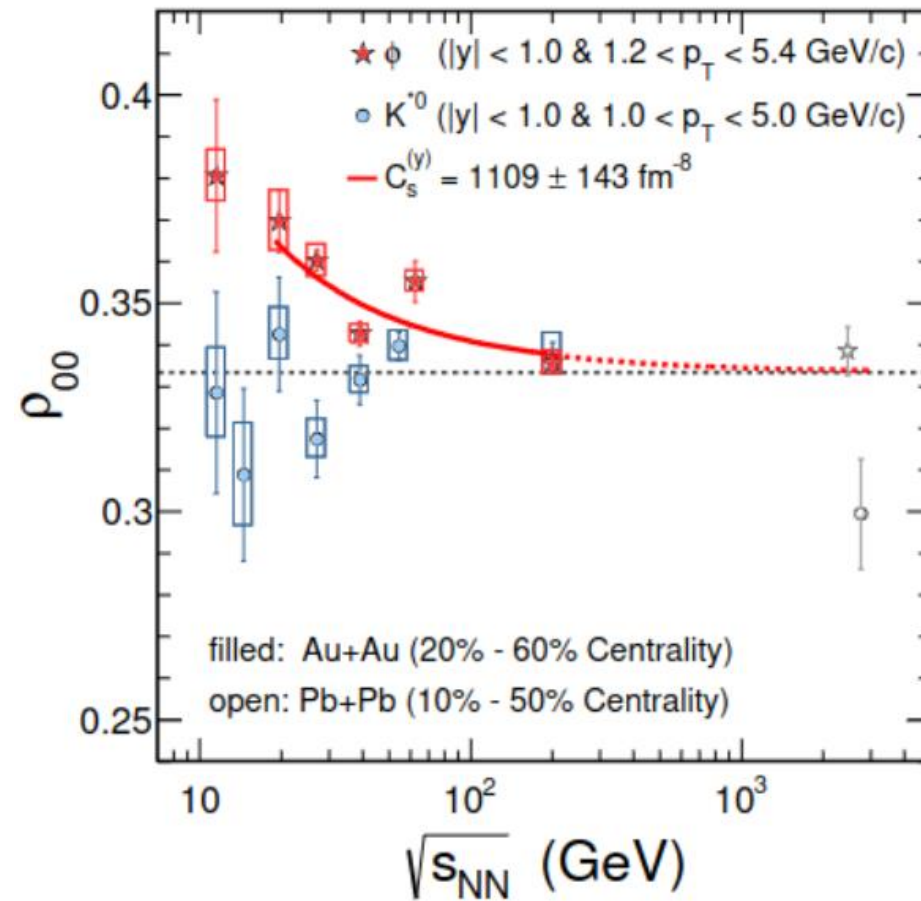 ϕ (|y| < 1.0 & 1.2 < p_T < 5.4 GeV/c)
K*0 (|y| < 1.0 & 1.0 < p_T < 5.0 GeV/c)
C_s^(y) = 1109 ± 143 fm^-8
0.4
0.35
0.3
0.25
ρ_00
filled: Au+Au (20% - 60% Centrality)
open: Pb+Pb (10% - 50% Centrality)
10
10^2
10^3
√s_NN (GeV)